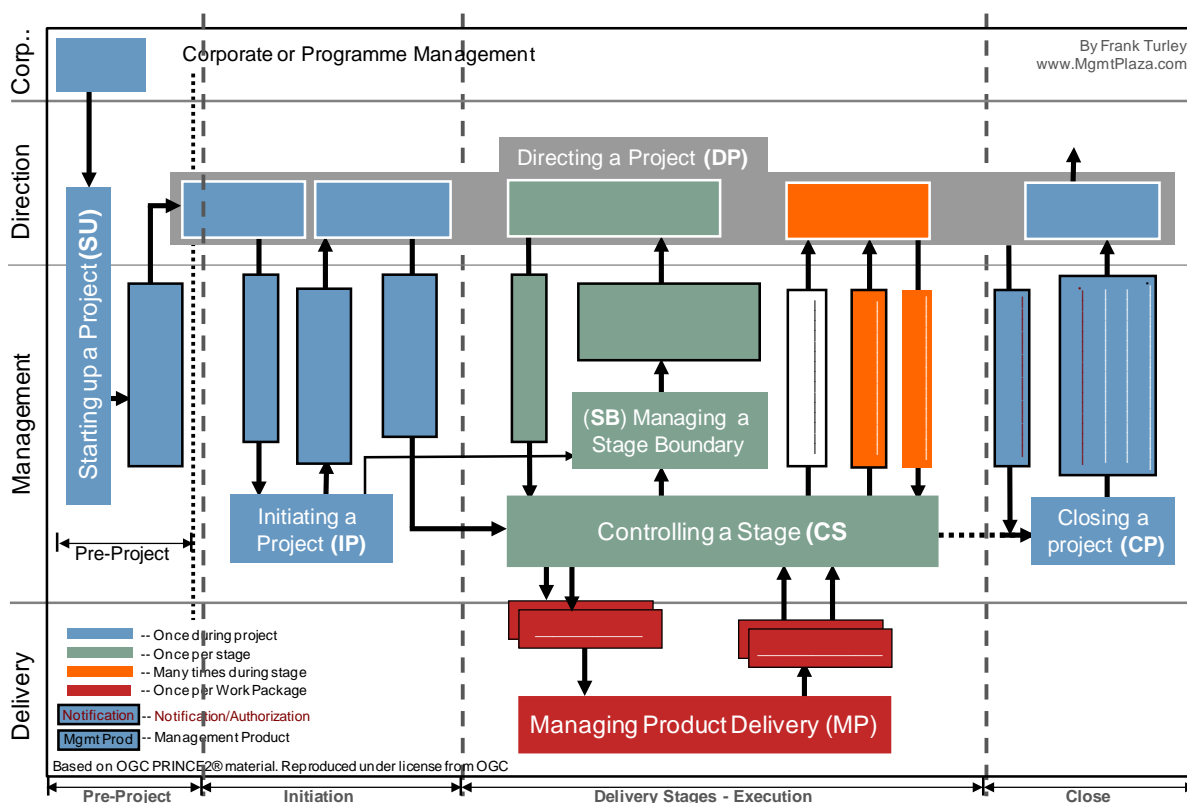 Corp..
Corporate or Programme Management
By Frank Turley
www.MgmtPlaza.com
Direction
Directing a Project (DP)
Management
Starting up a Project (SU)
(SB) Managing a
Stage Boundary
Initiating a
Project (IP)
Controlling a Stage (CS
Closing a
project (CP)
Pre-Project
Delivery
-- Once during project
-- Once per stage
-- Many times during stage
-- Once per Work Package
Notification -- Notification/Authorization
Mgmt Prod -- Management Product
Managing Product Delivery (MP)
Based on OGC PRINCE2® material. Reproduced under license from OGC
Pre-Project
Initiation
Delivery Stages - Execution
Close